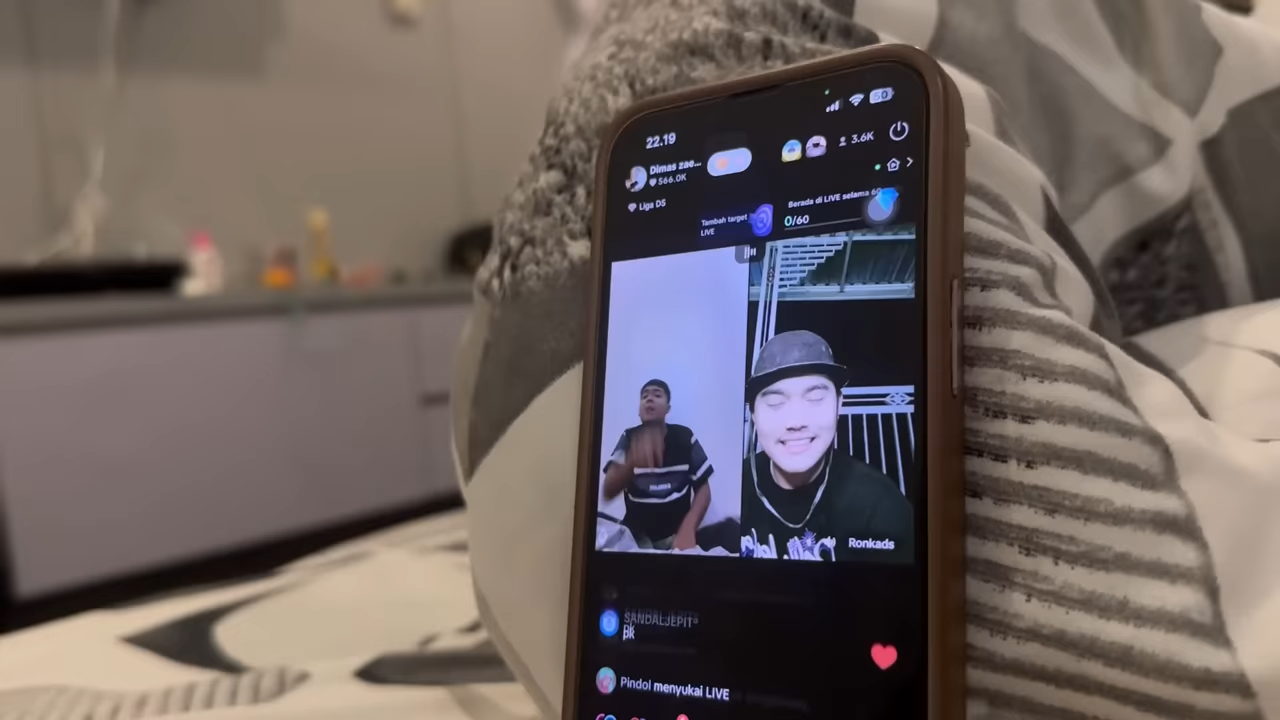 22.19
50
Dimas zae...
566.0K
3.6K
Liga D5
Tambah target
LIVE
Berada di LIVE selama 60
0/60
Ronkads
SANDALJEPIT
pk
Pindol menyukai LIVE